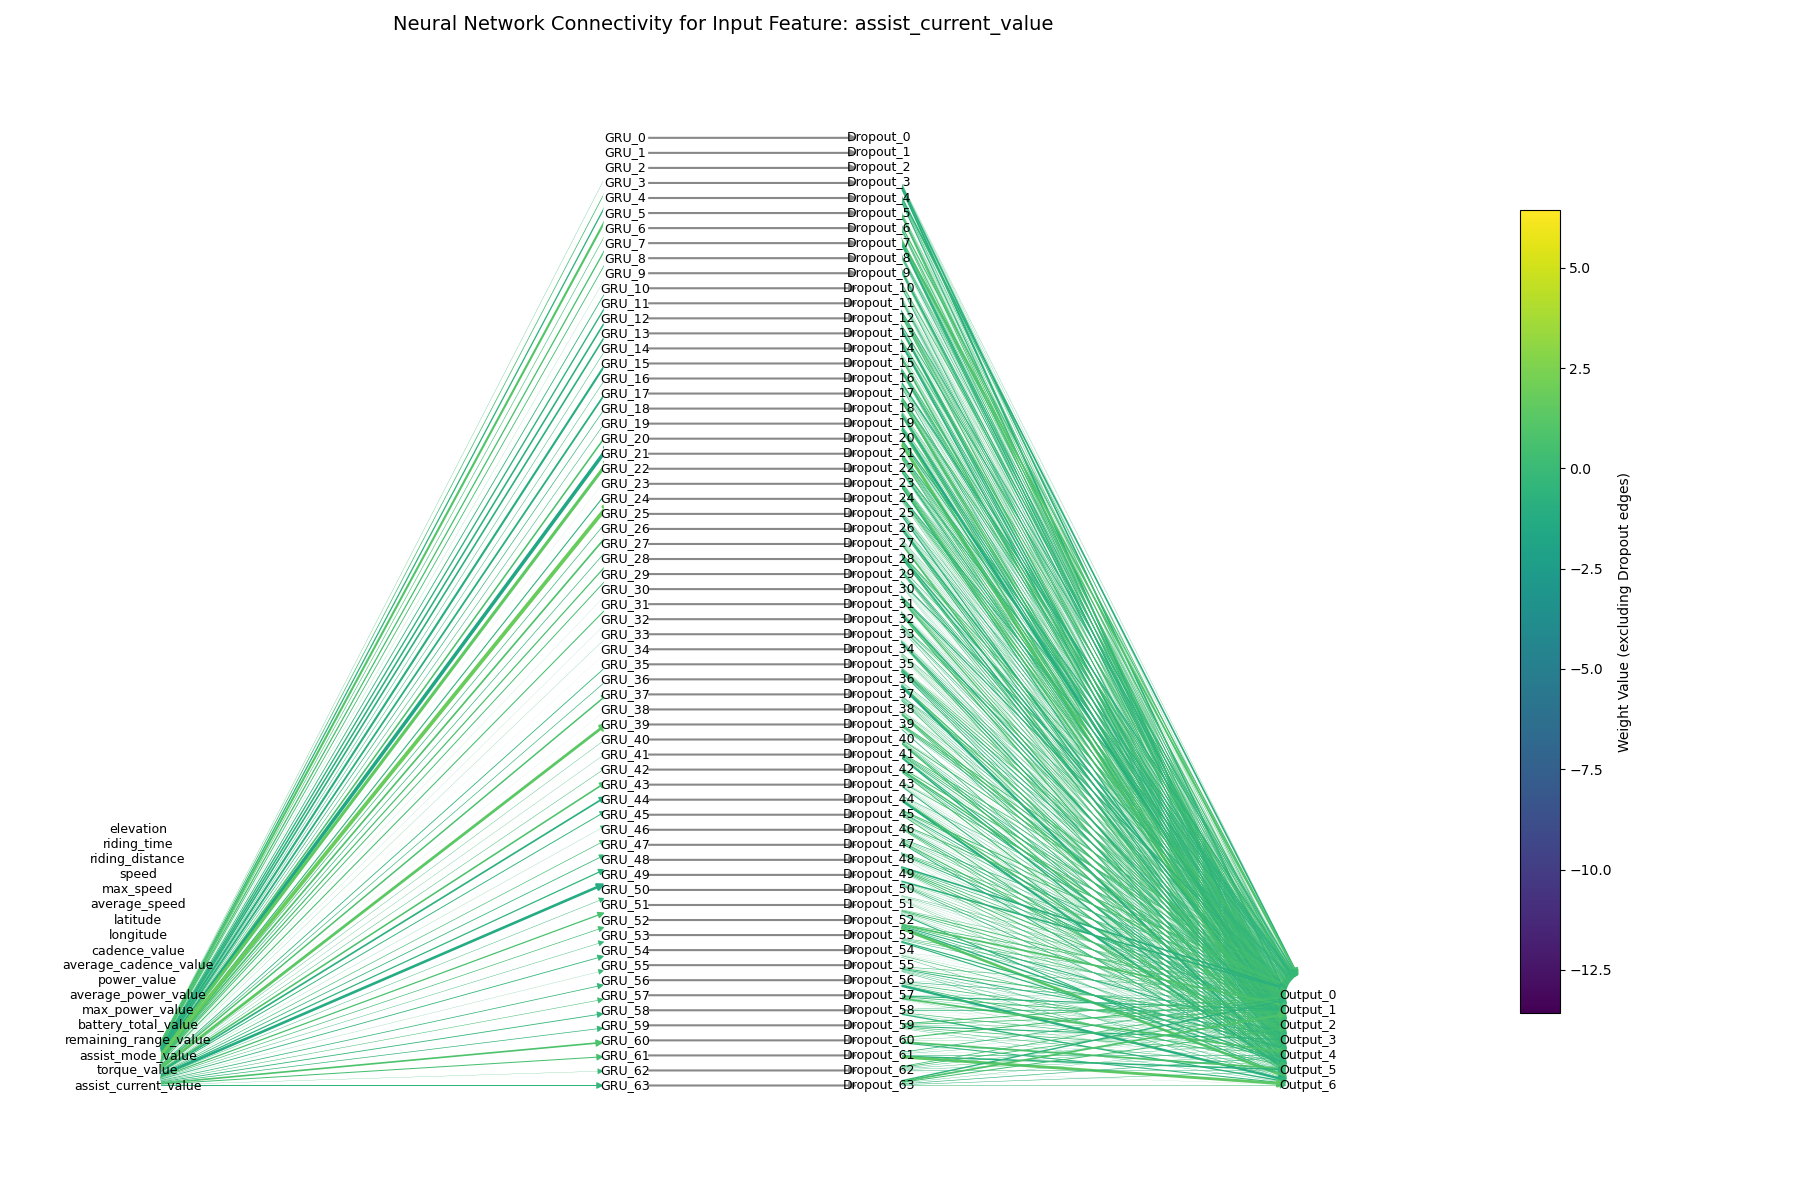 Neural Network Connectivity for Input Feature: assist_current_value
elevation
riding_time
riding_distance
speed
max_speed
average_speed
latitude
longitude
cadence_value
average_cadence_value
power_value
average_power_value
max_power_value
battery_total_value
remaining_range_value
assist_mode_value
torque_value
assist_current_value
GRU_0
GRU_1
GRU_2
GRU_3
GRU_4
GRU_5
GRU_6
GRU_7
GRU_8
GRU_9
GRU_10
GRU_11
GRU_12
GRU_13
GRU_14
GRU_15
GRU_16
GRU_17
GRU_18
GRU_19
GRU_20
GRU_21
GRU_22
GRU_23
GRU_24
GRU_25
GRU_26
GRU_27
GRU_28
GRU_29
GRU_30
GRU_31
GRU_32
GRU_33
GRU_34
GRU_35
GRU_36
GRU_37
GRU_38
GRU_39
GRU_40
GRU_41
GRU_42
GRU_43
GRU_44
GRU_45
GRU_46
GRU_47
GRU_48
GRU_49
GRU_50
GRU_51
GRU_52
GRU_53
GRU_54
GRU_55
GRU_56
GRU_57
GRU_58
GRU_59
GRU_60
GRU_61
GRU_62
GRU_63
Dropout_0
Dropout_1
Dropout_2
Dropout_3
Dropout_4
Dropout_5
Dropout_6
Dropout_7
Dropout_8
Dropout_9
Dropout_10
Dropout_11
Dropout_12
Dropout_13
Dropout_14
Dropout_15
Dropout_16
Dropout_17
Dropout_18
Dropout_19
Dropout_20
Dropout_21
Dropout_22
Dropout_23
Dropout_24
Dropout_25
Dropout_26
Dropout_27
Dropout_28
Dropout_29
Dropout_30
Dropout_31
Dropout_32
Dropout_33
Dropout_34
Dropout_35
Dropout_36
Dropout_37
Dropout_38
Dropout_39
Dropout_40
Dropout_41
Dropout_42
Dropout_43
Dropout_44
Dropout_45
Dropout_46
Dropout_47
Dropout_48
Dropout_49
Dropout_50
Dropout_51
Dropout_52
Dropout_53
Dropout_54
Dropout_55
Dropout_56
Dropout_57
Dropout_58
Dropout_59
Dropout_60
Dropout_61
Dropout_62
Dropout_63
Output_0
Output_1
Output_2
Output_3
Output_4
Output_5
Output_6
5.0
2.5
0.0
−2.5
−5.0
−7.5
−10.0
−12.5
Weight Value (excluding Dropout edges)